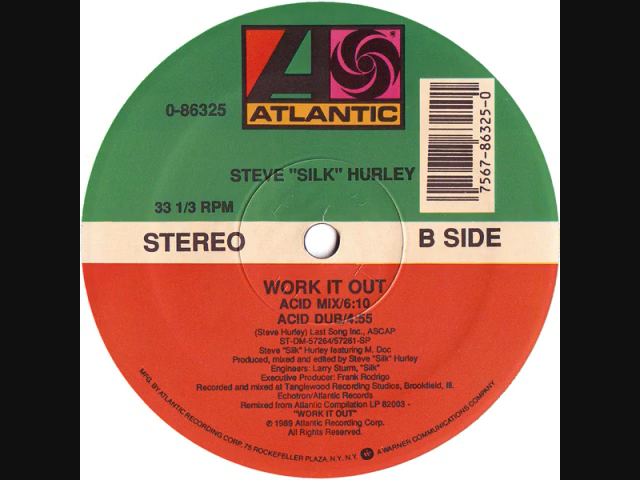 ATLANTIC
0-86325
7567-86325-0
STEVE "SILK" HURLEY
33 1/3 RPM
STEREO
B SIDE
WORK IT OUT
ACID MIX/6:10
ACID DUB/4:55
(Steve Hurley) Last Song Inc., ASCAP
ST-DM-57264/57261-SP
Steve "Silk" Hurley featuring M. Doc
Produced, mixed and edited by Steve "Silk" Hurley
Engineers: Larry Sturm, "Silk"
Executive Producer: Frank Rodrigo
Recorded and mixed at Tanglewood Recording Studios, Brookfield, Ill.
Echotron/Atlantic Records
Remixed from Atlantic Compilation LP 82003 -
"WORK IT OUT"
℗ 1989 Atlantic Recording Corp.
All Rights Reserved.
MFG. BY ATLANTIC RECORDING CORP., 75 ROCKEFELLER PLAZA, N.Y. N.Y. A WARNER COMMUNICATIONS COMPANY